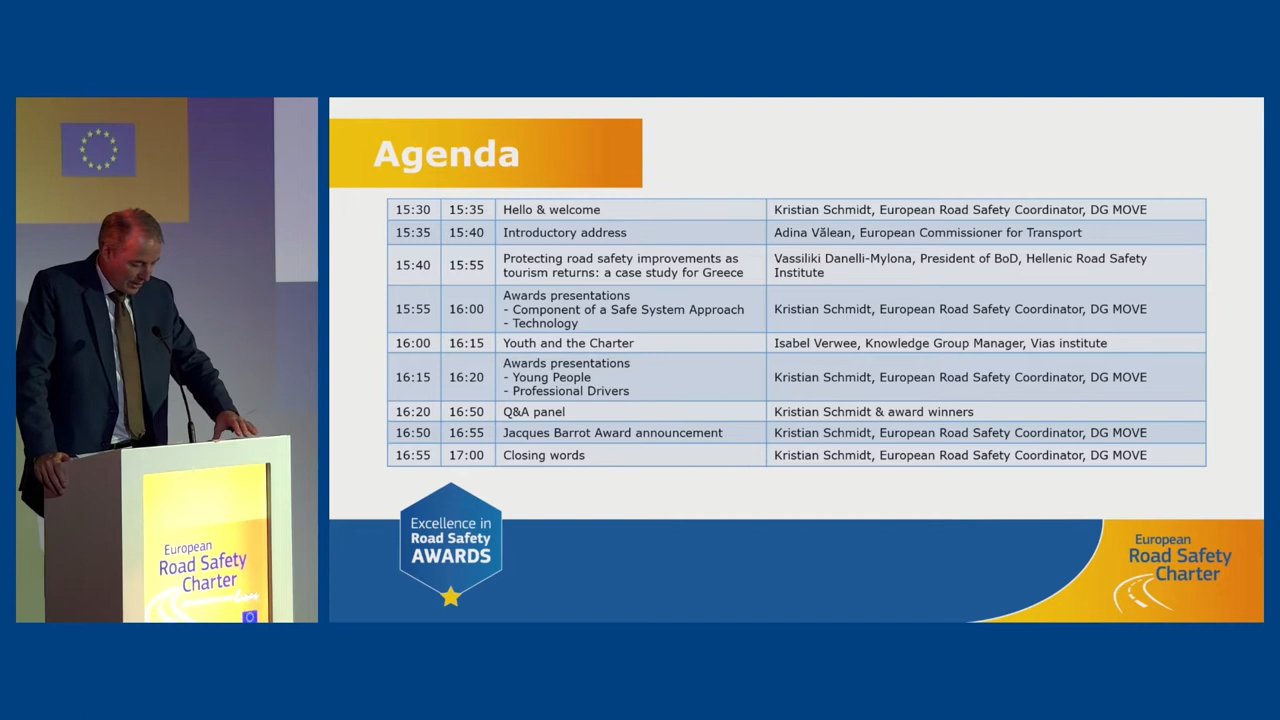 Agenda
15:30 15:35 Hello & welcome Kristian Schmidt, European Road Safety Coordinator, DG MOVE
15:35 15:40 Introductory address Adina Vălean, European Commissioner for Transport
15:40 15:55 Protecting road safety improvements as
tourism returns: a case study for Greece
Vassiliki Danelli-Mylona, President of BoD, Hellenic Road Safety
Institute
15:55 16:00 Awards presentations
- Component of a Safe System Approach
- Technology
Kristian Schmidt, European Road Safety Coordinator, DG MOVE
16:00 16:15 Youth and the Charter Isabel Verwee, Knowledge Group Manager, Vias institute
16:15 16:20 Awards presentations
- Young People
- Professional Drivers
Kristian Schmidt, European Road Safety Coordinator, DG MOVE
16:20 16:50 Q&A panel Kristian Schmidt & award winners
16:50 16:55 Jacques Barrot Award announcement Kristian Schmidt, European Road Safety Coordinator, DG MOVE
16:55 17:00 Closing words Kristian Schmidt, European Road Safety Coordinator, DG MOVE
Excellence in
Road Safety
AWARDS
European
Road Safety
Charter
European
Road Safety
Charter